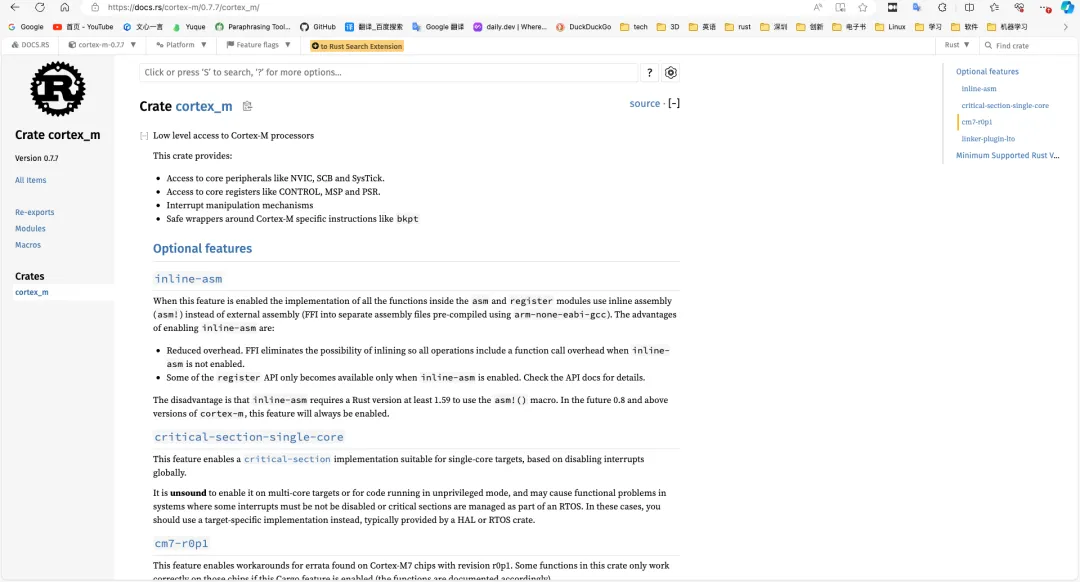 https://docs.rs/cortex-m/0.7.7/cortex_m/
Google 首页 - YouTube 文心一言 Yuque Paraphrasing Tool... GitHub 翻译_百度搜索 Google 翻译 daily.dev | Where... DuckDuckGo tech 3D 英语 rust 深圳 创新 电子书 Linux 学习 软件 机器学习
DOCS.RS cortex-m-0.7.7 Platform Feature flags to Rust Search Extension Rust Find crate
Click or press 'S' to search, '?' for more options... ?
Crate cortex_m source · [-]
Crate cortex_m
Version 0.7.7
All Items
Re-exports
Modules
Macros
Crates
cortex_m
[-] Low level access to Cortex-M processors
This crate provides:
• Access to core peripherals like NVIC, SCB and SysTick.
• Access to core registers like CONTROL, MSP and PSR.
• Interrupt manipulation mechanisms
• Safe wrappers around Cortex-M specific instructions like bkpt
Optional features
inline-asm
When this feature is enabled the implementation of all the functions inside the asm and register modules use inline assembly
(asm!) instead of external assembly (FFI into separate assembly files pre-compiled using arm-none-eabi-gcc). The advantages
of enabling inline-asm are:
• Reduced overhead. FFI eliminates the possibility of inlining so all operations include a function call overhead when inline-
asm is not enabled.
• Some of the register API only becomes available only when inline-asm is enabled. Check the API docs for details.
The disadvantage is that inline-asm requires a Rust version at least 1.59 to use the asm!() macro. In the future 0.8 and above
versions of cortex-m, this feature will always be enabled.
critical-section-single-core
This feature enables a critical-section implementation suitable for single-core targets, based on disabling interrupts
globally.
It is unsound to enable it on multi-core targets or for code running in unprivileged mode, and may cause functional problems in
systems where some interrupts must be not be disabled or critical sections are managed as part of an RTOS. In these cases, you
should use a target-specific implementation instead, typically provided by a HAL or RTOS crate.
cm7-r0p1
This feature enables workarounds for errata found on Cortex-M7 chips with revision r0p1. Some functions in this crate only work
correctly on those chips if this Cargo feature is enabled (the functions are documented accordingly).
Optional features
inline-asm
critical-section-single-core
cm7-r0p1
linker-plugin-lto
Minimum Supported Rust V...